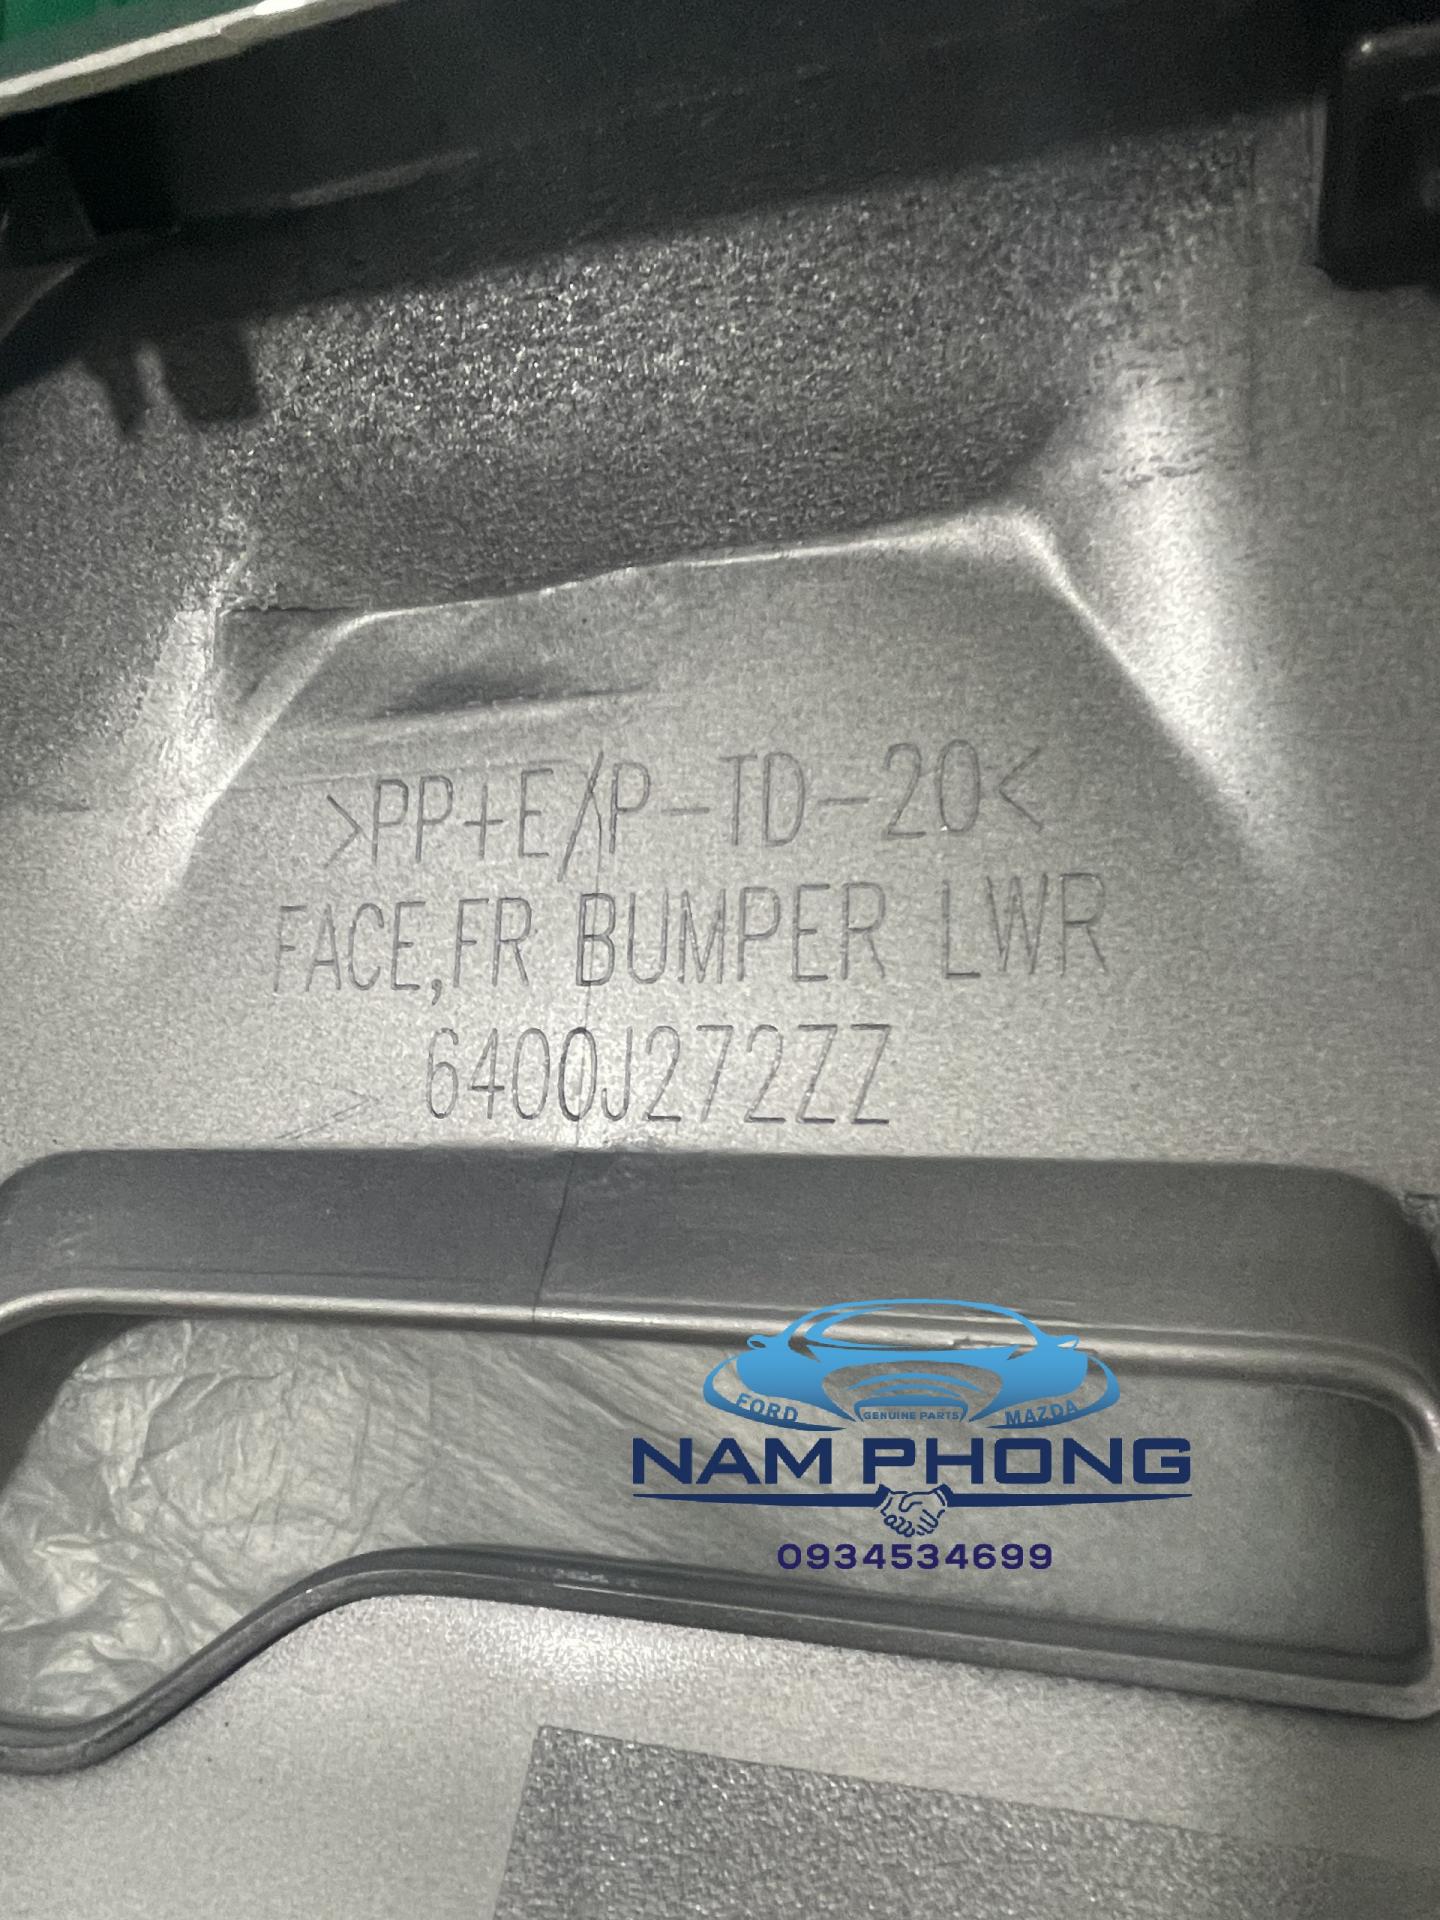 >PP+E/P-TD-20<
FACE,FR BUMPER LWR
6400J272ZZ
FORD
GENUINE PARTS
MAZDA
NAM PHONG
0934534699